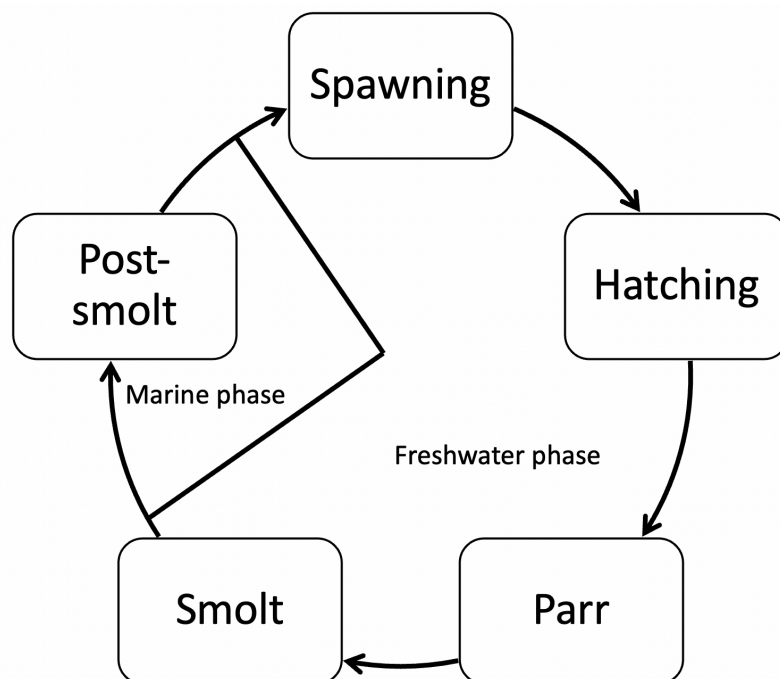 Spawning
Hatching
Post-
smolt
Marine phase
Freshwater phase
Smolt
Parr